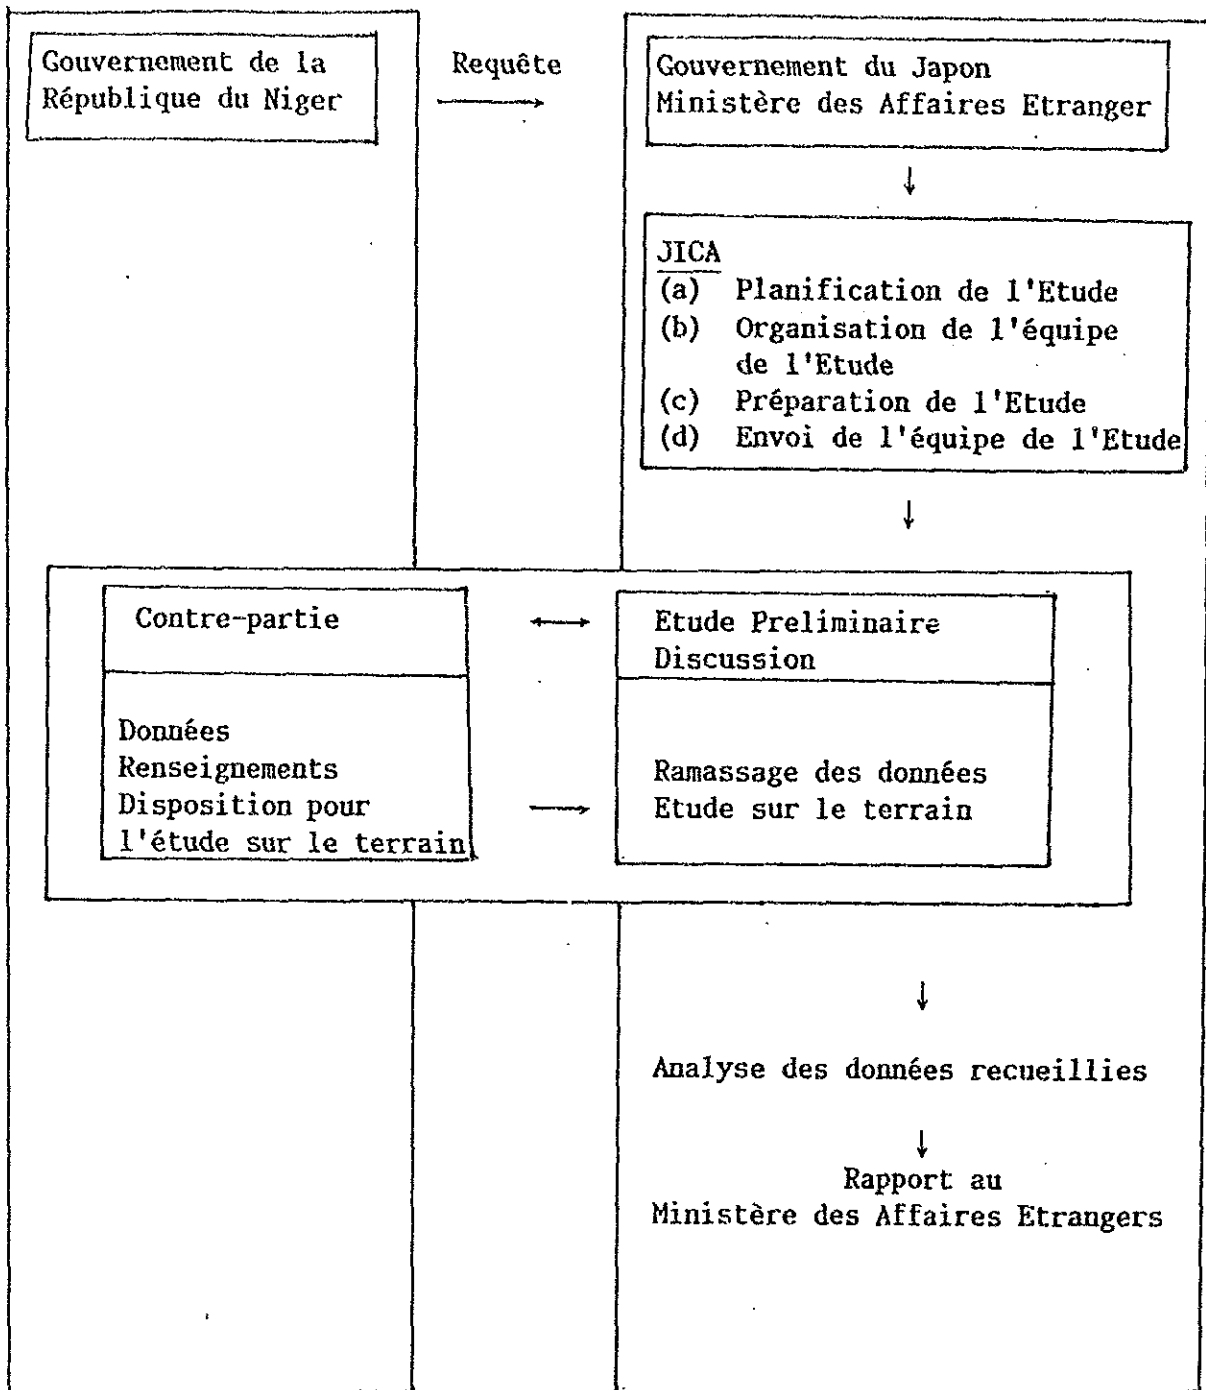 Gouvernement de la
République du Niger
Requête
Gouvernement du Japon
Ministère des Affaires Etranger
JICA
(a) Planification de l'Etude
(b) Organisation de l'équipe
de l'Etude
(c) Préparation de l'Etude
(d) Envoi de l'équipe de l'Etude
Contre-partie
Etude Preliminaire
Discussion
Données
Renseignements
Disposition pour
l'étude sur le terrain
Ramassage des données
Etude sur le terrain
Analyse des données recueillies
Rapport au
Ministère des Affaires Etrangers